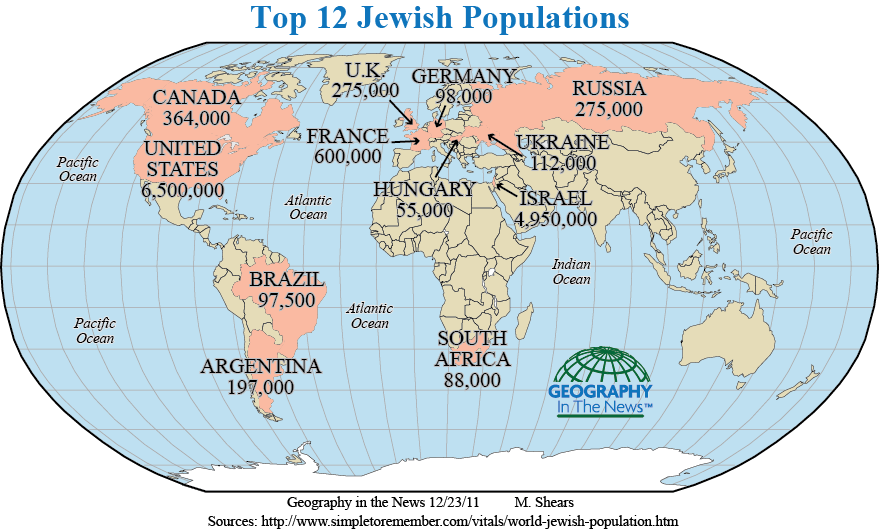 Top 12 Jewish Populations
U.K.
275,000
GERMANY
98,000
RUSSIA
275,000
CANADA
364,000
FRANCE
600,000
UKRAINE
112,000
UNITED
STATES
6,500,000
Pacific
Ocean
HUNGARY
55,000
ISRAEL
4,950,000
Atlantic
Ocean
Pacific
Ocean
Indian
Ocean
BRAZIL
97,500
Atlantic
Ocean
Pacific
Ocean
SOUTH
AFRICA
88,000
ARGENTINA
197,000
GEOGRAPHY
In The News™
Geography in the News 12/23/11 M. Shears
Sources: http://www.simpletoremember.com/vitals/world-jewish-population.htm